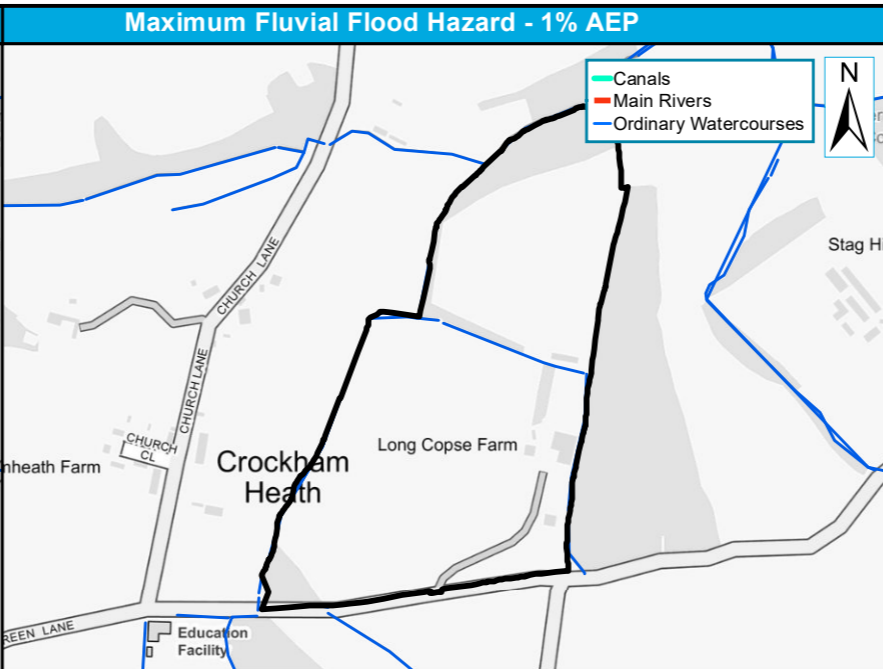 Maximum Fluvial Flood Hazard - 1% AEP
Canals
Main Rivers
Ordinary Watercourses
N
Stag H
CHURCH LANE
CHURCH LANE
CHURCH
CL
nheath Farm
Crockham
Heath
Long Copse Farm
REEN LANE
Education
Facility